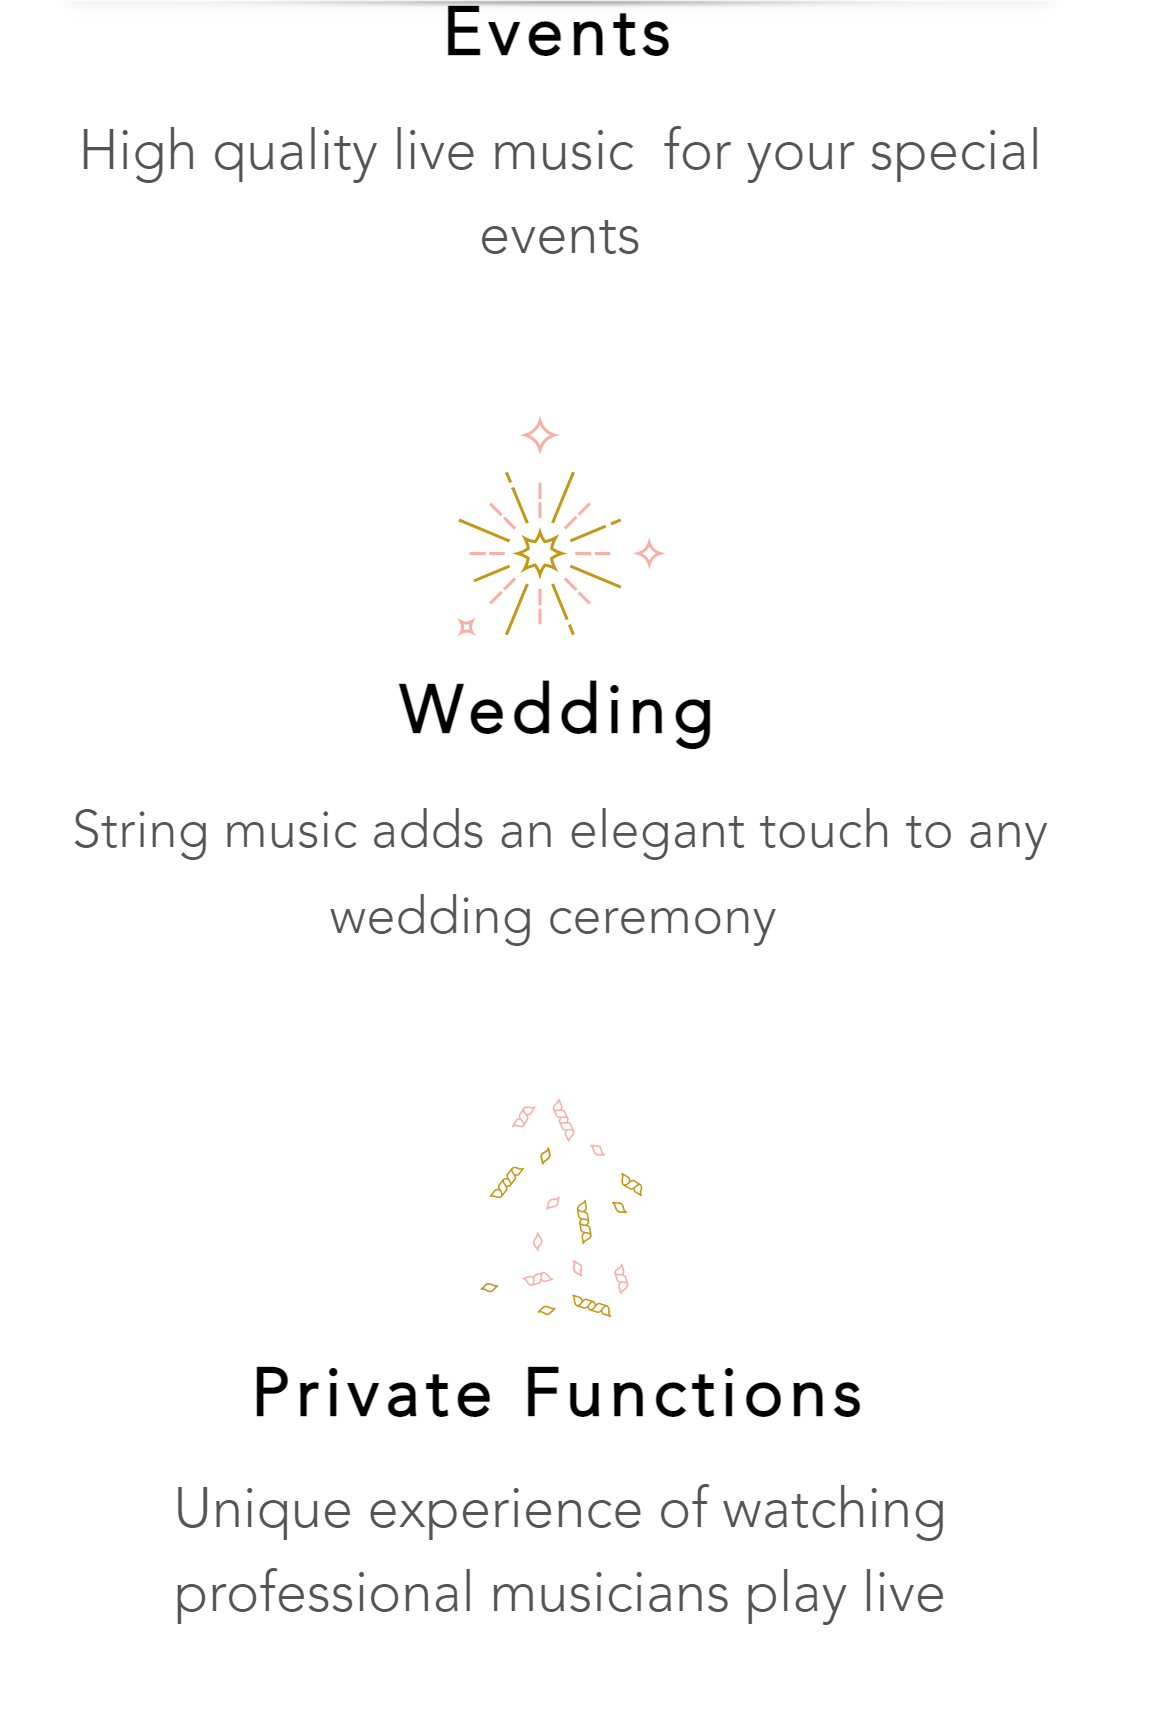 Events
High quality live music  for your special
events
Wedding
String music adds an elegant touch to any
wedding ceremony
Private Functions
Unique experience of watching
professional musicians play live